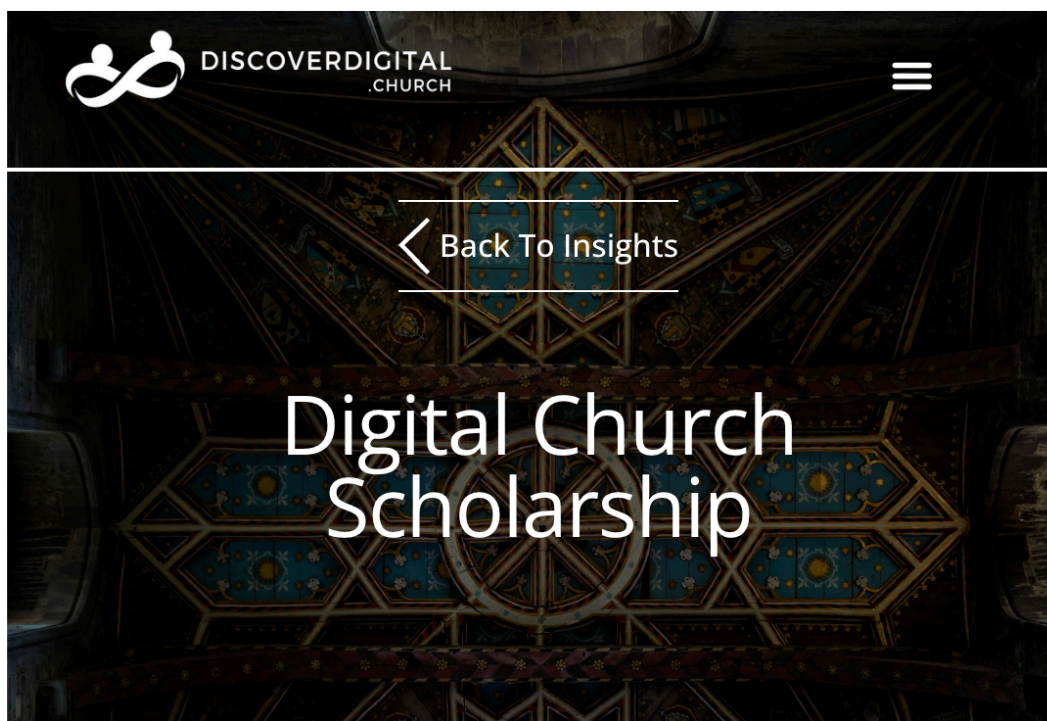 DISCOVERDIGITAL
.CHURCH
Back To Insights
Digital Church
Scholarship